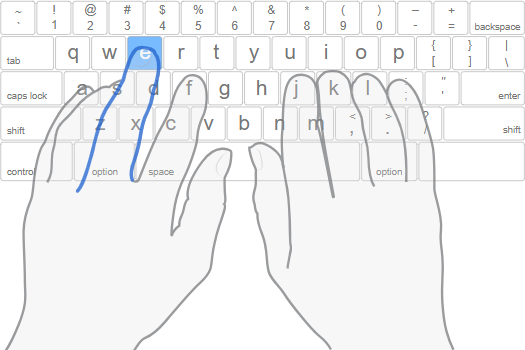 ~ ! @ # $ % ^ & * ( ) – +
` 1 2 3 4 5 6 7 8 9 0 - = backspace
tab q w e r t y u i o p { [ } ] | \
caps lock a s d f g h j k l : ; " ' enter
shift z x c v b n m < , > . ? / shift
control option space option